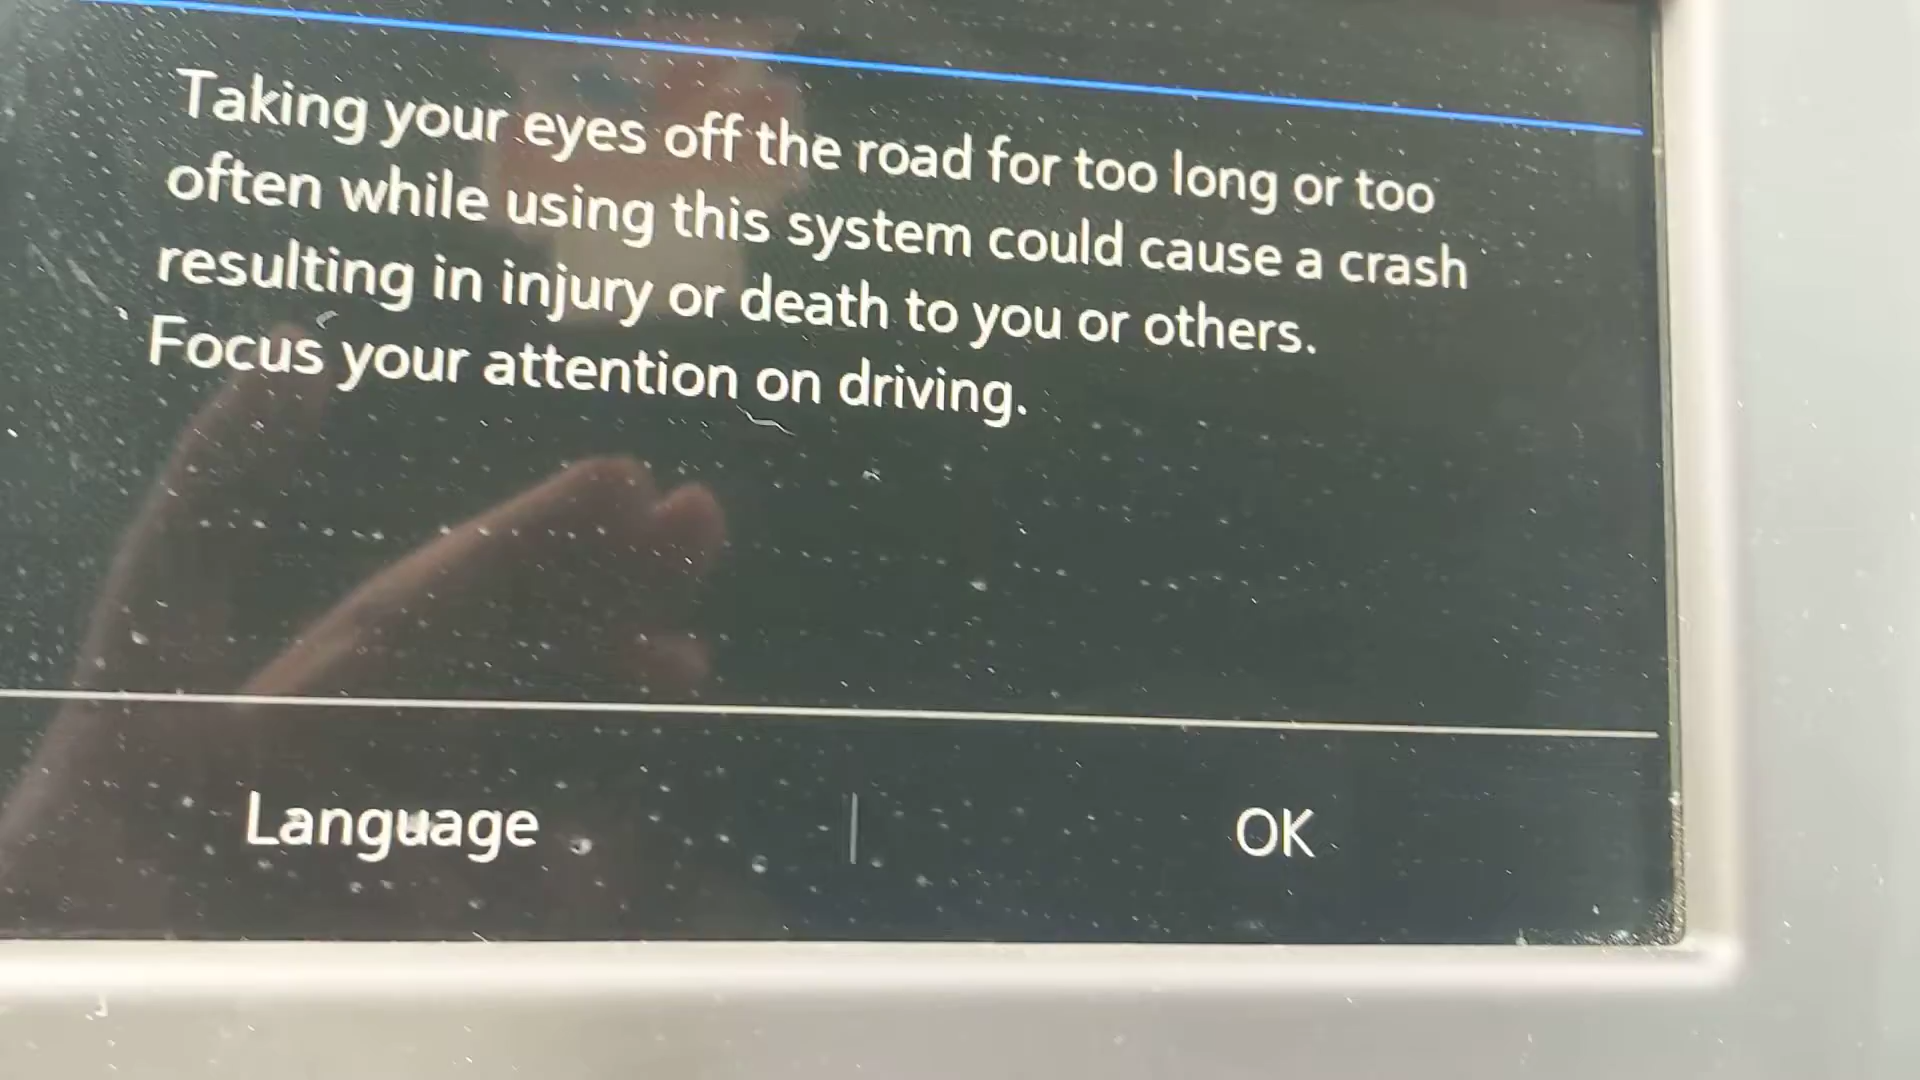 Taking your eyes off the road for too long or too
often while using this system could cause a crash
resulting in injury or death to you or others.
Focus your attention on driving.
Language
OK